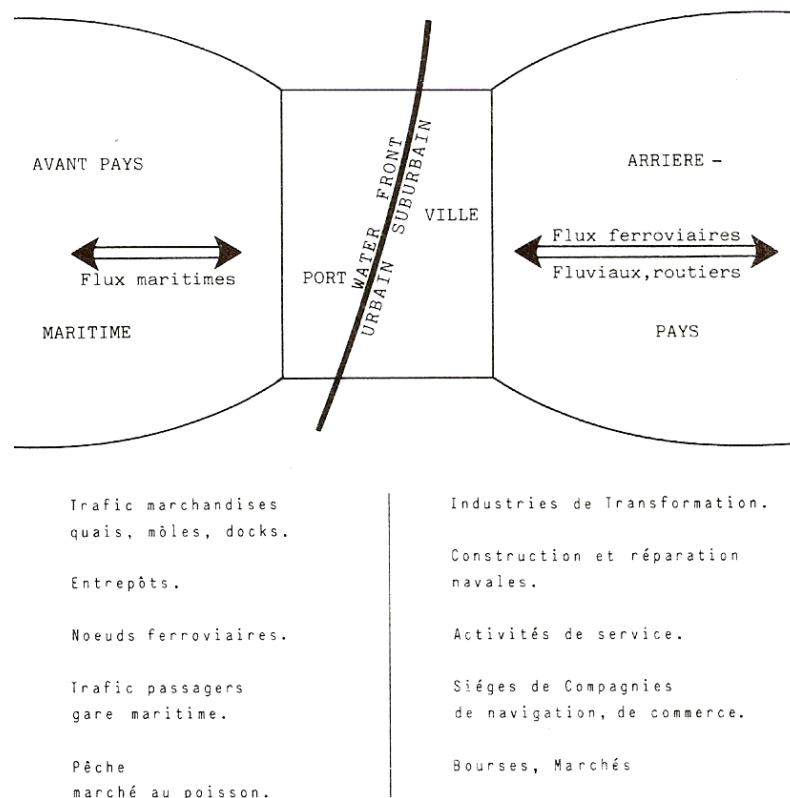 AVANT PAYS
MARITIME
Flux maritimes
PORT
WATER FRONT
URBAIN SUBURBAIN
VILLE
ARRIERE -
PAYS
Flux ferroviaires
Fluviaux,routiers
Trafic marchandises
quais, môles, docks.
Entrepôts.
Noeuds ferroviaires.
Trafic passagers
gare maritime.
Pêche
marché au poisson.
Industries de Transformation.
Construction et réparation
navales.
Activités de service.
Siéges de Compagnies
de navigation, de commerce.
Bourses, Marchés